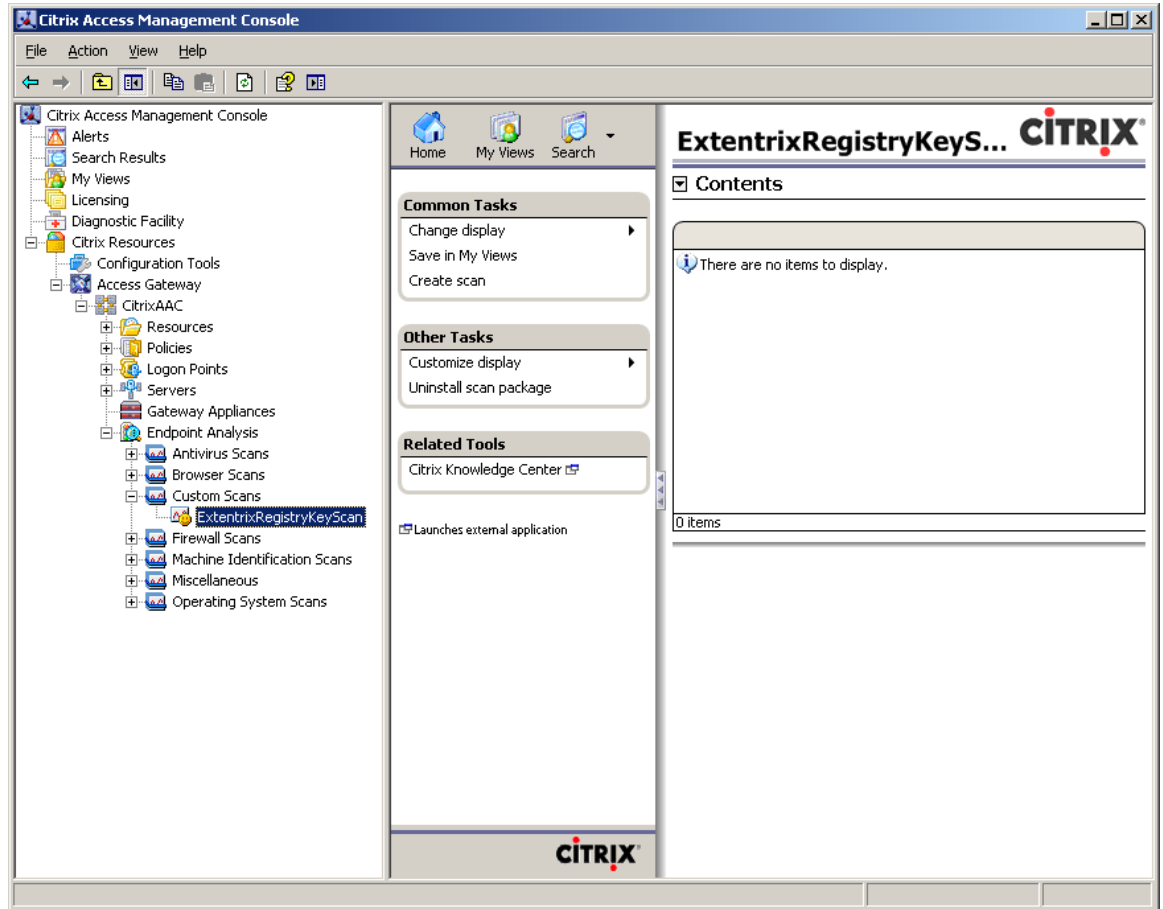 Citrix Access Management Console
File Action View Help
Citrix Access Management Console
Alerts
Search Results
My Views
Licensing
Diagnostic Facility
Citrix Resources
Configuration Tools
Access Gateway
CitrixAAC
Resources
Policies
Logon Points
Servers
Gateway Appliances
Endpoint Analysis
Antivirus Scans
Browser Scans
Custom Scans
ExtentrixRegistryKeyScan
Firewall Scans
Machine Identification Scans
Miscellaneous
Operating System Scans
Home My Views Search
Common Tasks
Change display
Save in My Views
Create scan
Other Tasks
Customize display
Uninstall scan package
Related Tools
Citrix Knowledge Center
Launches external application
CITRIX
ExtentrixRegistryKeyS... CITRIX
Contents
There are no items to display.
0 items